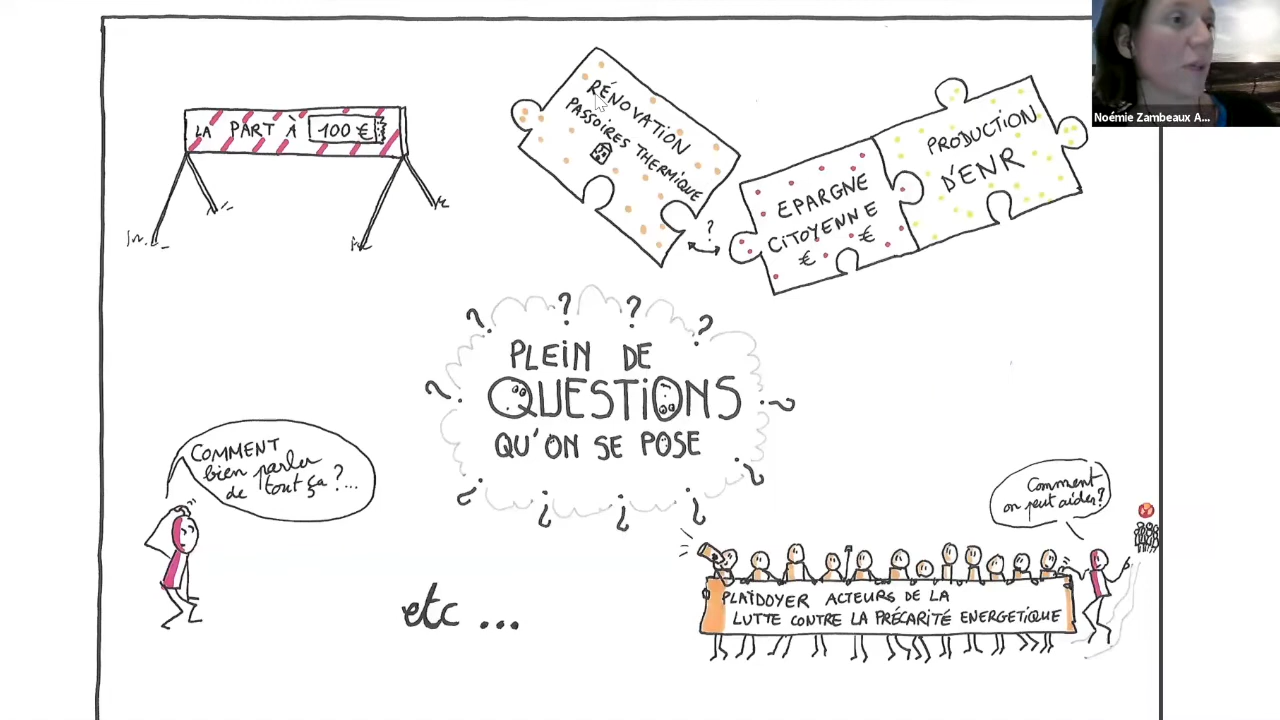 LA PART À 100 €
RÉNOVATION
PASSOIRES THERMIQUE
?
EPARGNE
CITOYENNE
€ €
PRODUCTION
D'ENR
Noémie Zambeaux A...
? ? ? ?
PLEIN DE
? QUESTIONS ?
QU'ON SE POSE
? ? ? ? ? ?
COMMENT
bien parler
de tout ça ?...
etc ...
Comment
on peut aider ?
PLAÏDOYER ACTEURS DE LA
LUTTE CONTRE LA PRÉCARITÉ ENERGETIQUE